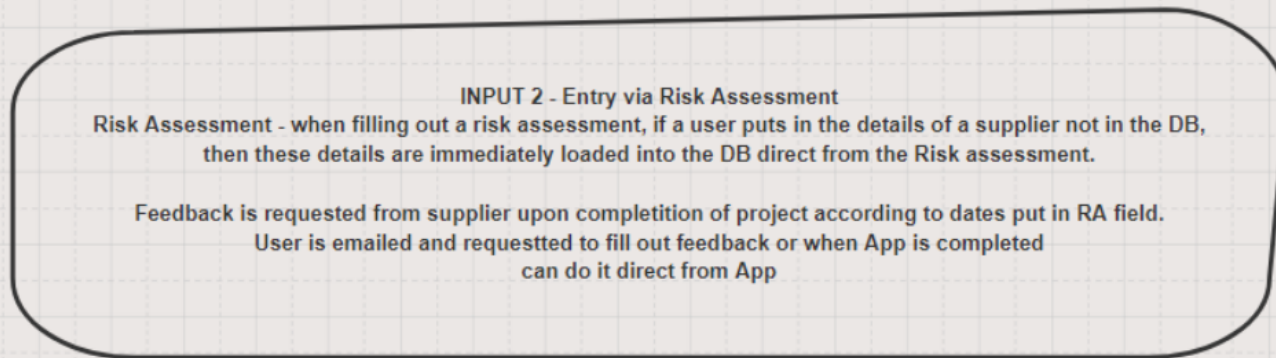 INPUT 2 - Entry via Risk Assessment
Risk Assessment - when filling out a risk assessment, if a user puts in the details of a supplier not in the DB,
then these details are immediately loaded into the DB direct from the Risk assessment.
Feedback is requested from supplier upon completition of project according to dates put in RA field.
User is emailed and requestted to fill out feedback or when App is completed
can do it direct from App